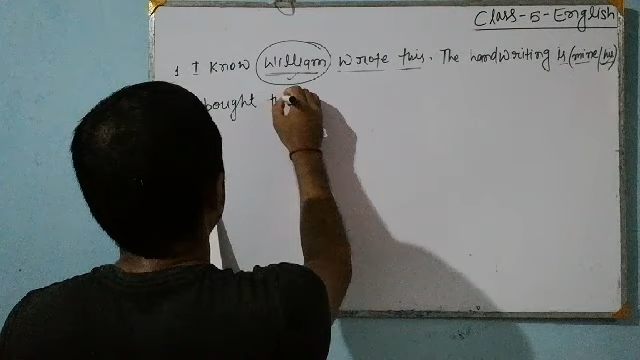 Class-5-English
1 I know William wrote this. The handwriting is (mine/his)
bought